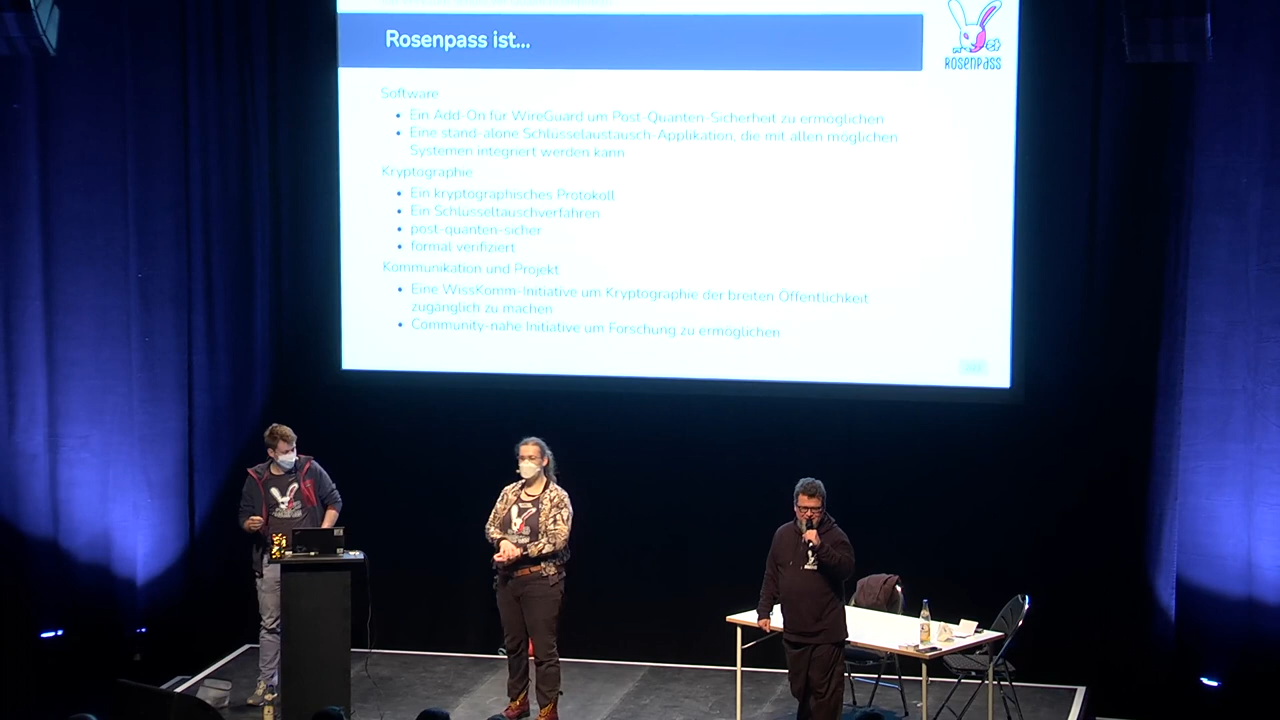 Rosenpass ist...
ROSENPASS
Software
• Ein Add-On für WireGuard um Post-Quanten-Sicherheit zu ermöglichen
• Eine stand-alone Schlüsselaustausch-Applikation, die mit allen möglichen
Systemen integriert werden kann
Kryptographie
• Ein kryptographisches Protokoll
• Ein Schlüsseltauschverfahren
• post-quanten-sicher
• formal verifiziert
Kommunikation und Projekt
• Eine WissKomm-Initiative um Kryptographie der breiten Öffentlichkeit
zugänglich zu machen
• Community-nahe Initiative um Forschung zu ermöglichen